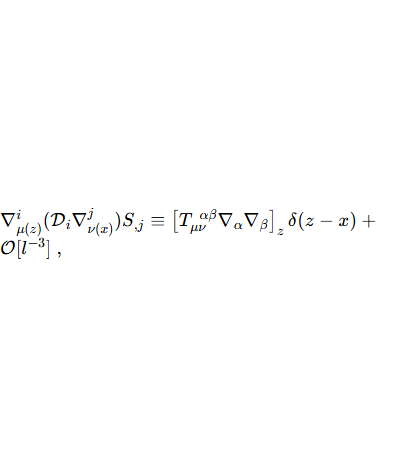 ∇^i_{μ(z)}(𝒟_i∇^j_{ν(x)})S_{,j} ≡ [T_{μν}^{αβ}∇_α∇_β]_z δ(z − x) +
𝒪[l^{−3}] ,